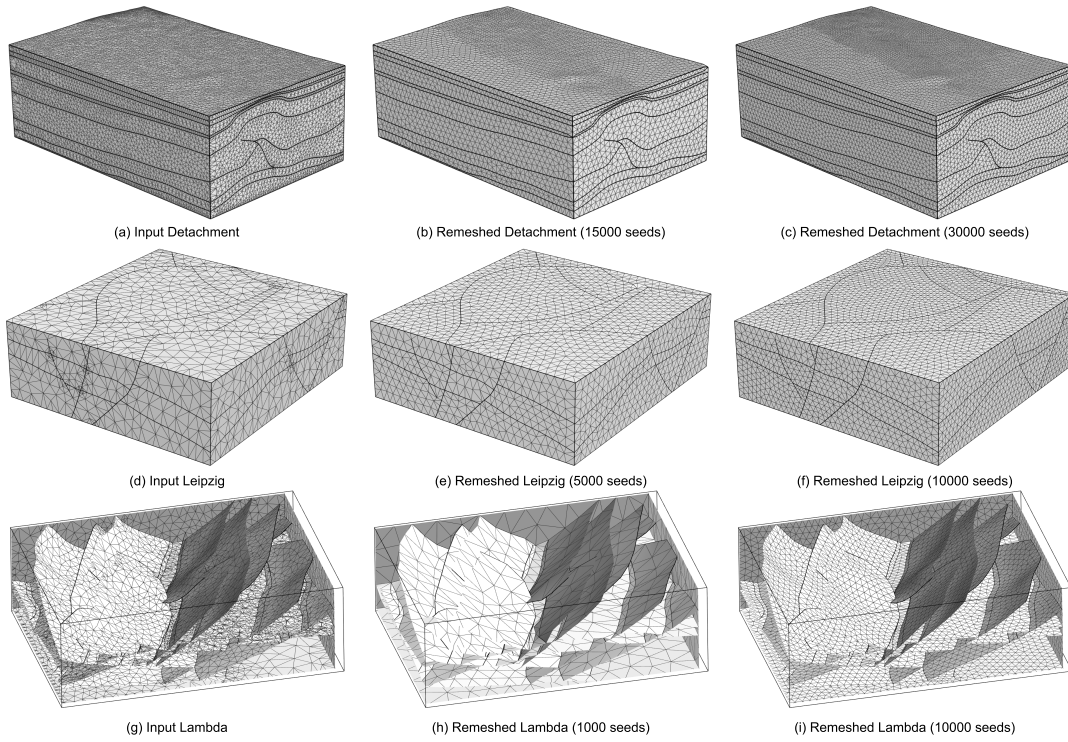 (a) Input Detachment
(b) Remeshed Detachment (15000 seeds)
(c) Remeshed Detachment (30000 seeds)
(d) Input Leipzig
(e) Remeshed Leipzig (5000 seeds)
(f) Remeshed Leipzig (10000 seeds)
(g) Input Lambda
(h) Remeshed Lambda (1000 seeds)
(i) Remeshed Lambda (10000 seeds)